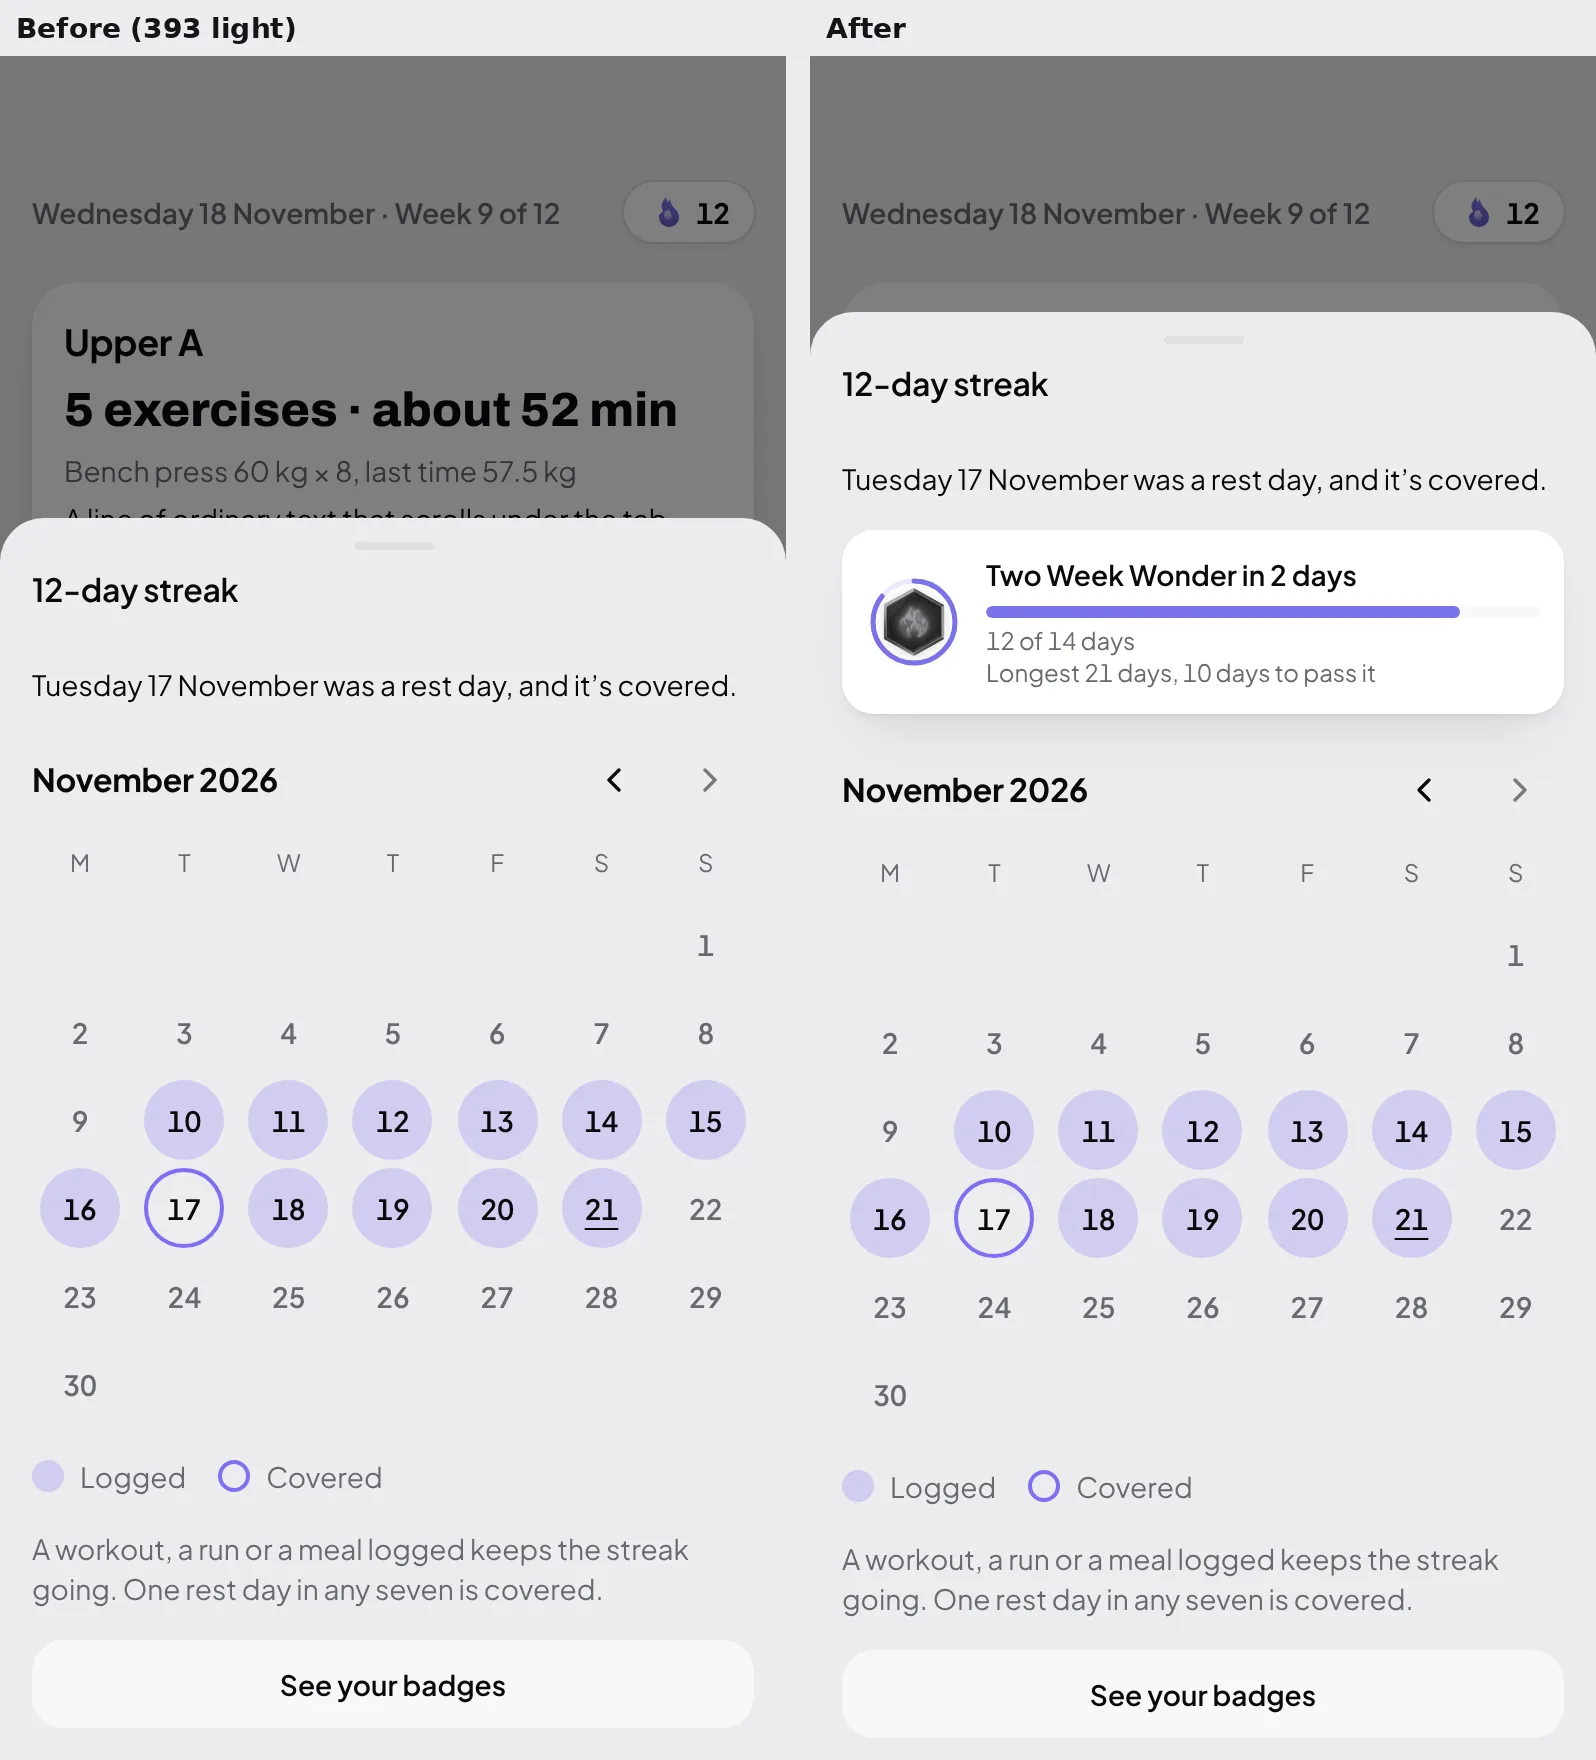 Before (393 light)
Wednesday 18 November · Week 9 of 12
12
Upper A
5 exercises · about 52 min
Bench press 60 kg × 8, last time 57.5 kg
A line of ordinary text that scrolls under the tab
12-day streak
Tuesday 17 November was a rest day, and it’s covered.
November 2026
M T W T F S S
1
2 3 4 5 6 7 8
9 10 11 12 13 14 15
16 17 18 19 20 21 22
23 24 25 26 27 28 29
30
Logged Covered
A workout, a run or a meal logged keeps the streak
going. One rest day in any seven is covered.
See your badges
After
Wednesday 18 November · Week 9 of 12
12
12-day streak
Tuesday 17 November was a rest day, and it’s covered.
Two Week Wonder in 2 days
12 of 14 days
Longest 21 days, 10 days to pass it
November 2026
M T W T F S S
1
2 3 4 5 6 7 8
9 10 11 12 13 14 15
16 17 18 19 20 21 22
23 24 25 26 27 28 29
30
Logged Covered
A workout, a run or a meal logged keeps the streak
going. One rest day in any seven is covered.
See your badges